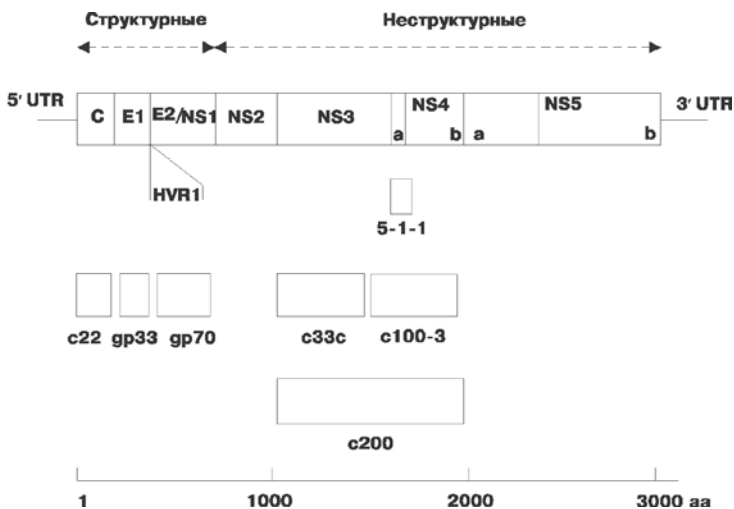 Структурные Неструктурные
5′ UTR C E1 E2/NS1 NS2 NS3 a NS4 b a NS5 b 3′ UTR
HVR1
5-1-1
c22 gp33 gp70 c33c c100-3
c200
1 1000 2000 3000 aa